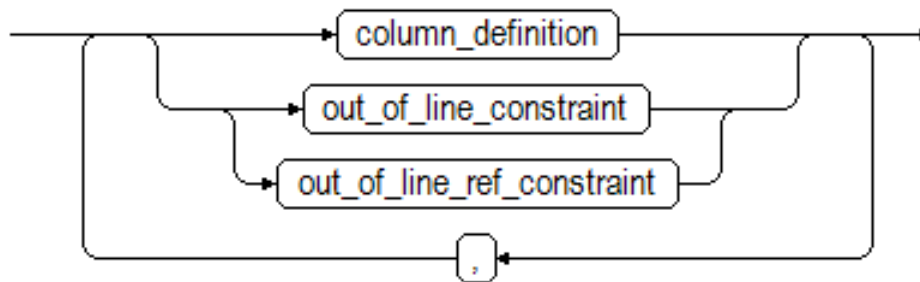 column_definition
out_of_line_constraint
out_of_line_ref_constraint
,